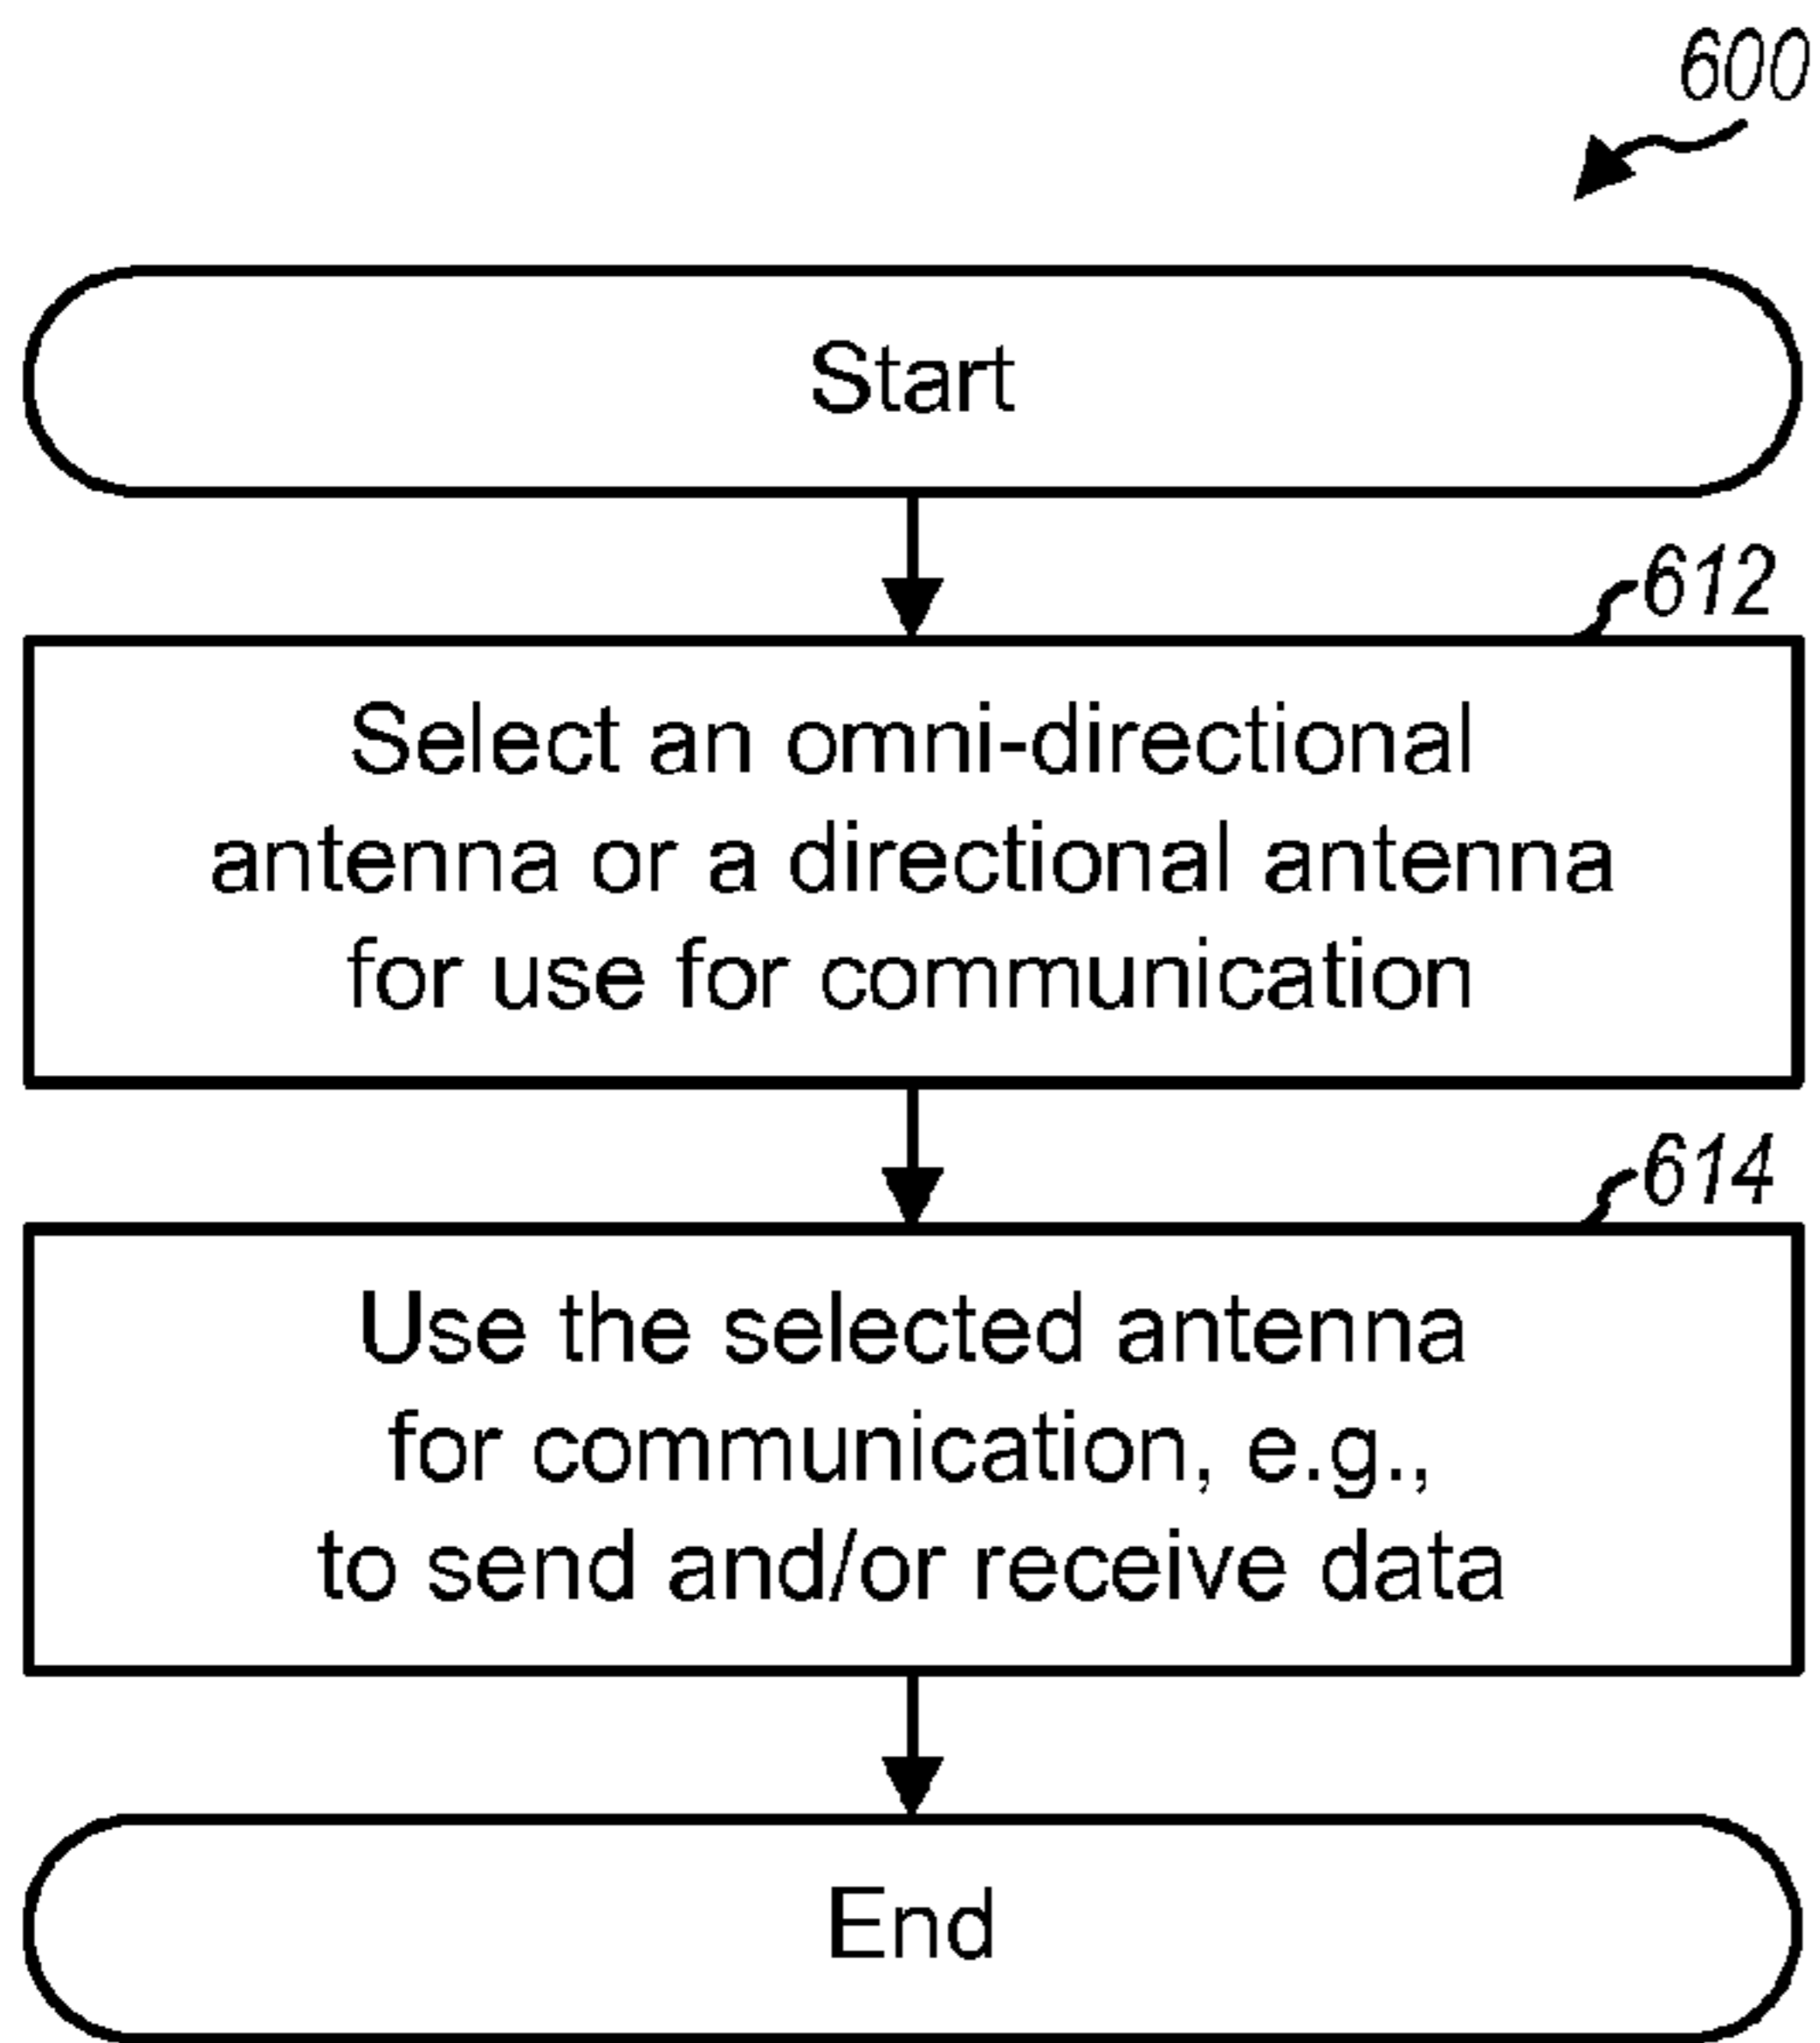 600
Start
612
Select an omni-directional
antenna or a directional antenna
for use for communication
614
Use the selected antenna
for communication, e.g.,
to send and/or receive data
End